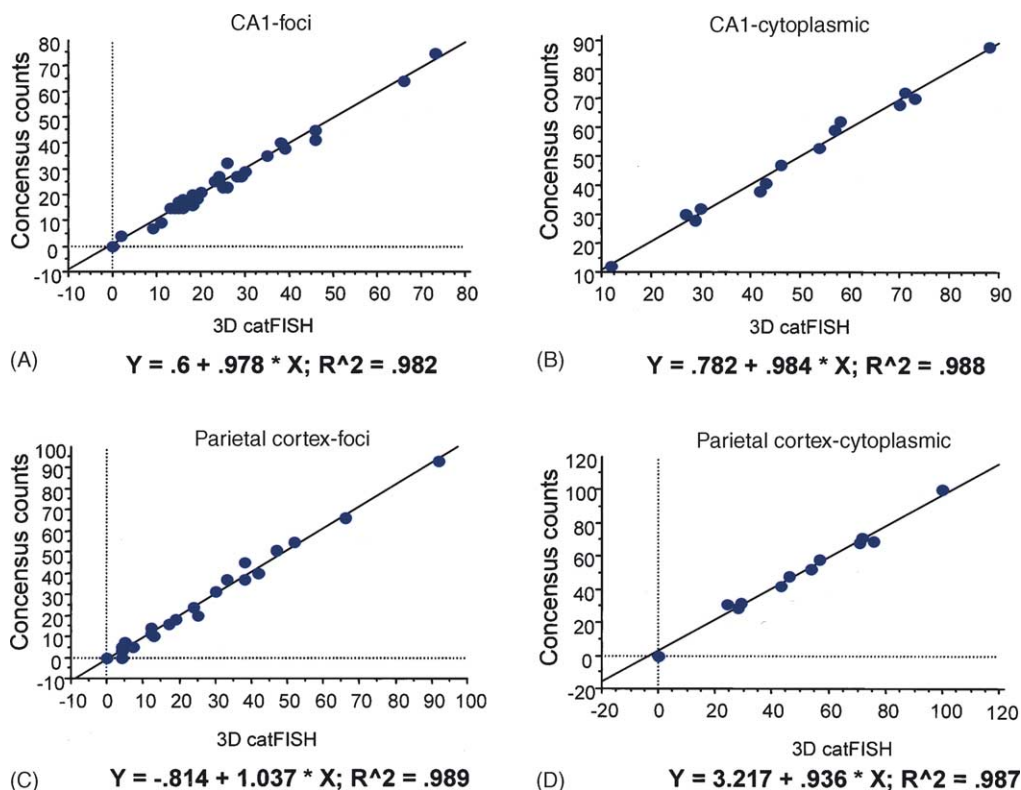 CA1-foci
80
70
60
50
40
30
20
10
0
-10
Concensus counts
-10 0 10 20 30 40 50 60 70 80
3D catFISH
(A) Y = .6 + .978 * X; R^2 = .982
CA1-cytoplasmic
90
80
70
60
50
40
30
20
10
Concensus counts
10 20 30 40 50 60 70 80 90
3D catFISH
(B) Y = .782 + .984 * X; R^2 = .988
Parietal cortex-foci
100
90
80
70
60
50
40
30
20
10
0
-10
Concensus counts
-10 0 10 20 30 40 50 60 70 80 90 100
3D catFISH
(C) Y = -.814 + 1.037 * X; R^2 = .989
Parietal cortex-cytoplasmic
120
100
80
60
40
20
0
-20
Concensus counts
-20 0 20 40 60 80 100 120
3D catFISH
(D) Y = 3.217 + .936 * X; R^2 = .987